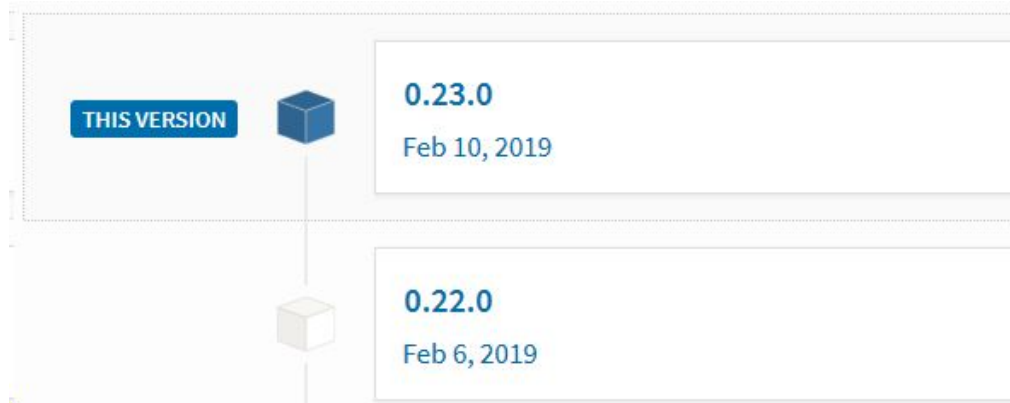 THIS VERSION
0.23.0
Feb 10, 2019
0.22.0
Feb 6, 2019